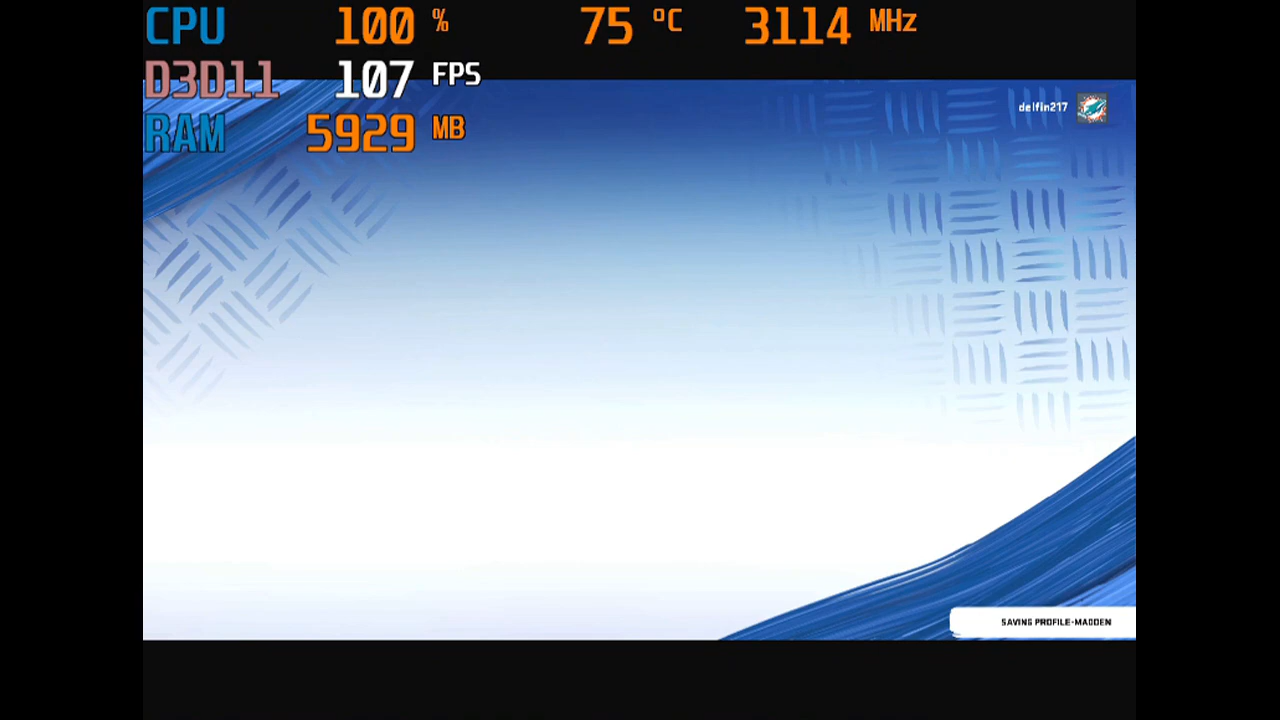 CPU 100 % 75 °C 3114 MHz
D3D11 107 FPS
RAM 5929 MB
delfin217
SAVING PROFILE-MADDEN